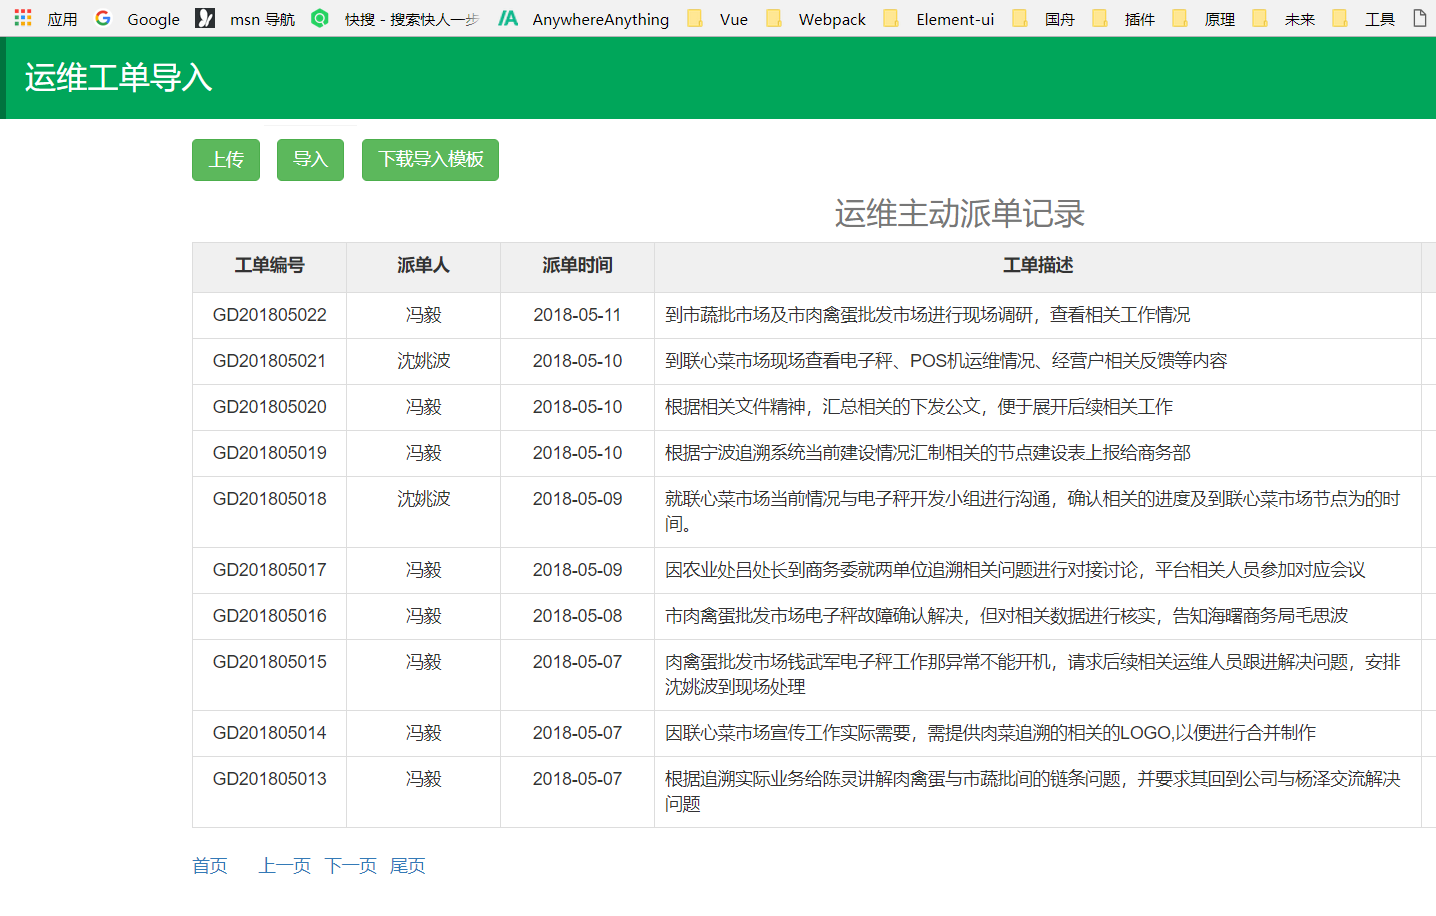 应用 Google msn 导航 快搜 - 搜索快人一步 AnywhereAnything Vue Webpack Element-ui 国舟 插件 原理 未来 工具
运维工单导入
上传 导入 下载导入模板
运维主动派单记录
工单编号 派单人 派单时间 工单描述
GD201805022 冯毅 2018-05-11 到市蔬批市场及市肉禽蛋批发市场进行现场调研，查看相关工作情况
GD201805021 沈姚波 2018-05-10 到联心菜市场现场查看电子秤、POS机运维情况、经营户相关反馈等内容
GD201805020 冯毅 2018-05-10 根据相关文件精神，汇总相关的下发公文，便于展开后续相关工作
GD201805019 冯毅 2018-05-10 根据宁波追溯系统当前建设情况汇制相关的节点建设表上报给商务部
GD201805018 沈姚波 2018-05-09 就联心菜市场当前情况与电子秤开发小组进行沟通，确认相关的进度及到联心菜市场节点为的时
间。
GD201805017 冯毅 2018-05-09 因农业处吕处长到商务委就两单位追溯相关问题进行对接讨论，平台相关人员参加对应会议
GD201805016 冯毅 2018-05-08 市肉禽蛋批发市场电子秤故障确认解决，但对相关数据进行核实，告知海曙商务局毛思波
GD201805015 冯毅 2018-05-07 肉禽蛋批发市场钱武军电子秤工作那异常不能开机，请求后续相关运维人员跟进解决问题，安排
沈姚波到现场处理
GD201805014 冯毅 2018-05-07 因联心菜市场宣传工作实际需要，需提供肉菜追溯的相关的LOGO,以便进行合并制作
GD201805013 冯毅 2018-05-07 根据追溯实际业务给陈灵讲解肉禽蛋与市蔬批间的链条问题，并要求其回到公司与杨泽交流解决
问题
首页 上一页 下一页 尾页